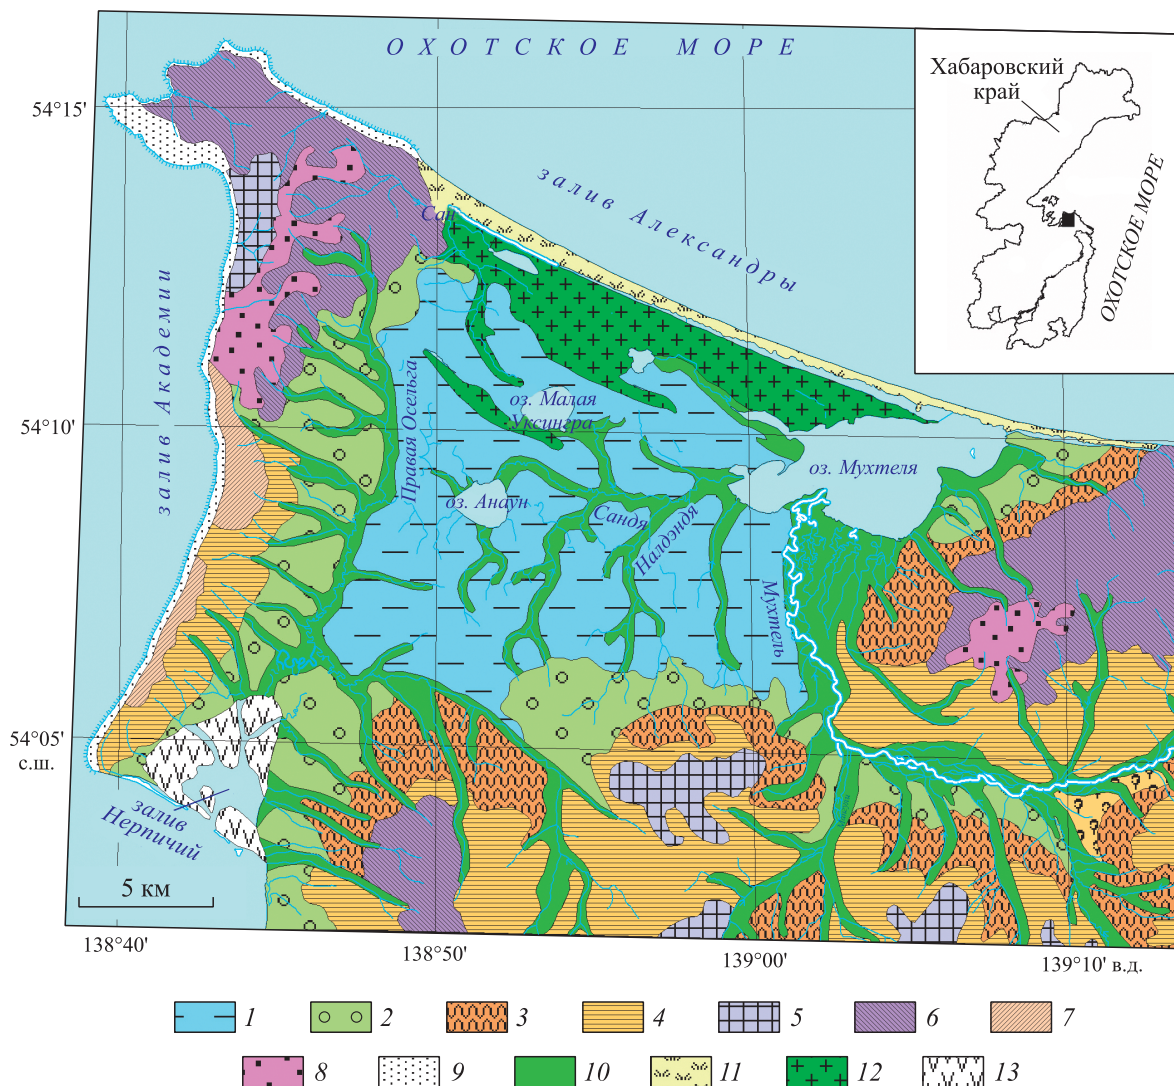 ОХОТСКОЕ МОРЕ
Хабаровский
край
ОХОТСКОЕ МОРЕ
54°15'
залив Александры
Сан
залив Академии
Правая Осельга
оз. Малая
Уксингра
54°10'
оз. Мухтеля
оз. Анаун
Сандя
Налдэндя
Мухтель
54°05'
с.ш.
залив
Нерпичий
5 км
138°40'
138°50'
139°00'
139°10' в.д.
1 2 3 4 5 6 7
8 9 10 11 12 13